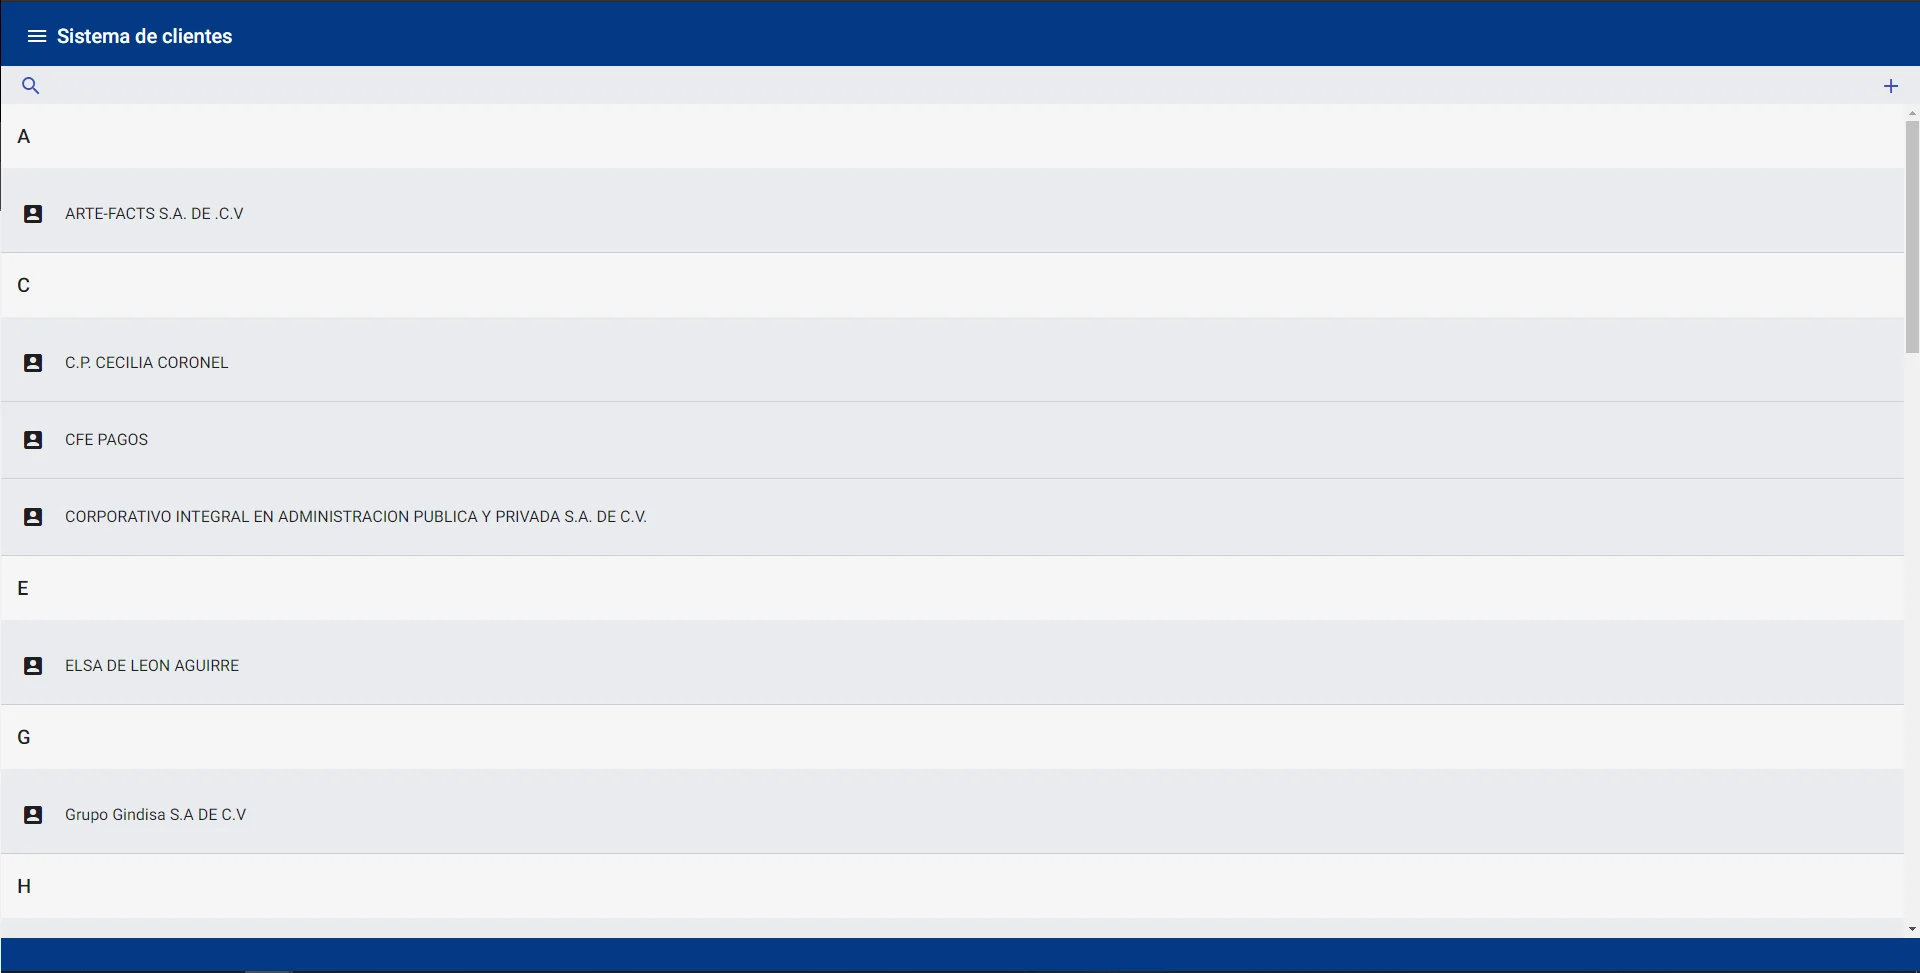 Sistema de clientes
A
ARTE-FACTS S.A. DE .C.V
C
C.P. CECILIA CORONEL
CFE PAGOS
CORPORATIVO INTEGRAL EN ADMINISTRACION PUBLICA Y PRIVADA S.A. DE C.V.
E
ELSA DE LEON AGUIRRE
G
Grupo Gindisa S.A DE C.V
H